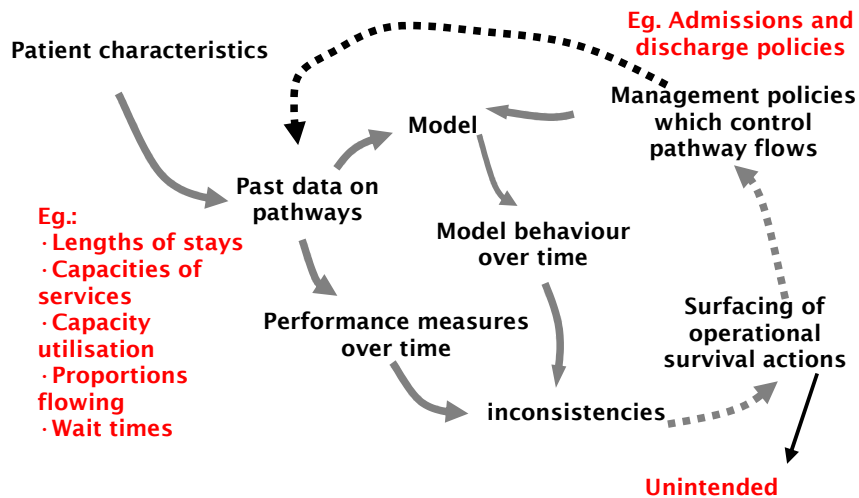 Eg. Admissions and
discharge policies
Patient characteristics
Management policies
which control
pathway flows
Model
Past data on
pathways
Eg.:
· Lengths of stays
· Capacities of
services
· Capacity
utilisation
· Proportions
flowing
· Wait times
Model behaviour
over time
Performance measures
over time
Surfacing of
operational
survival actions
inconsistencies
Unintended